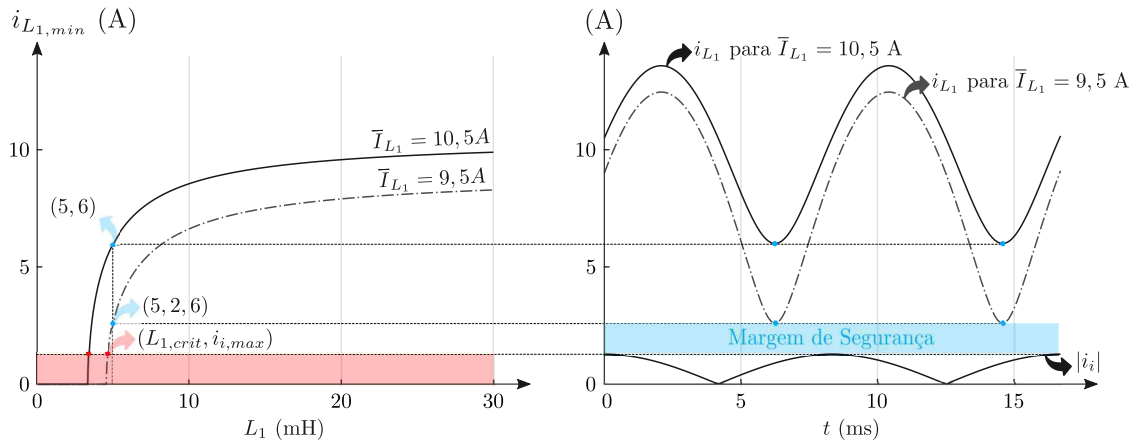 i_{L_{1,min}} (A)
10
5
0
0
10
20
30
L_1 (mH)
\overline{I}_{L_1} = 10,5A
\overline{I}_{L_1} = 9,5A
(5,6)
(5,2,6)
(L_{1,crit}, i_{i,max})
(A)
10
5
0
0
5
10
15
t (ms)
i_{L_1} para \overline{I}_{L_1} = 10,5 A
i_{L_1} para \overline{I}_{L_1} = 9,5 A
Margem de Segurança
|i_i|